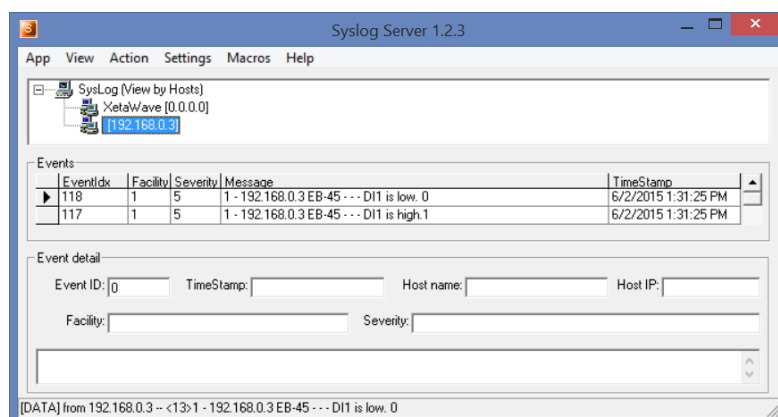 S Syslog Server 1.2.3
App View Action Settings Macros Help
SysLog (View by Hosts)
XetaWave [0.0.0.0]
[192.168.0.3]
Events
EventIdx Facility Severity Message TimeStamp
118 1 5 1 - 192.168.0.3 EB-45 - - - DI1 is low. 0 6/2/2015 1:31:25 PM
117 1 5 1 - 192.168.0.3 EB-45 - - - DI1 is high.1 6/2/2015 1:31:25 PM
Event detail
Event ID: 0 TimeStamp: Host name: Host IP:
Facility: Severity:
[DATA] from 192.168.0.3 -- <13>1 - 192.168.0.3 EB-45 - - - DI1 is low. 0